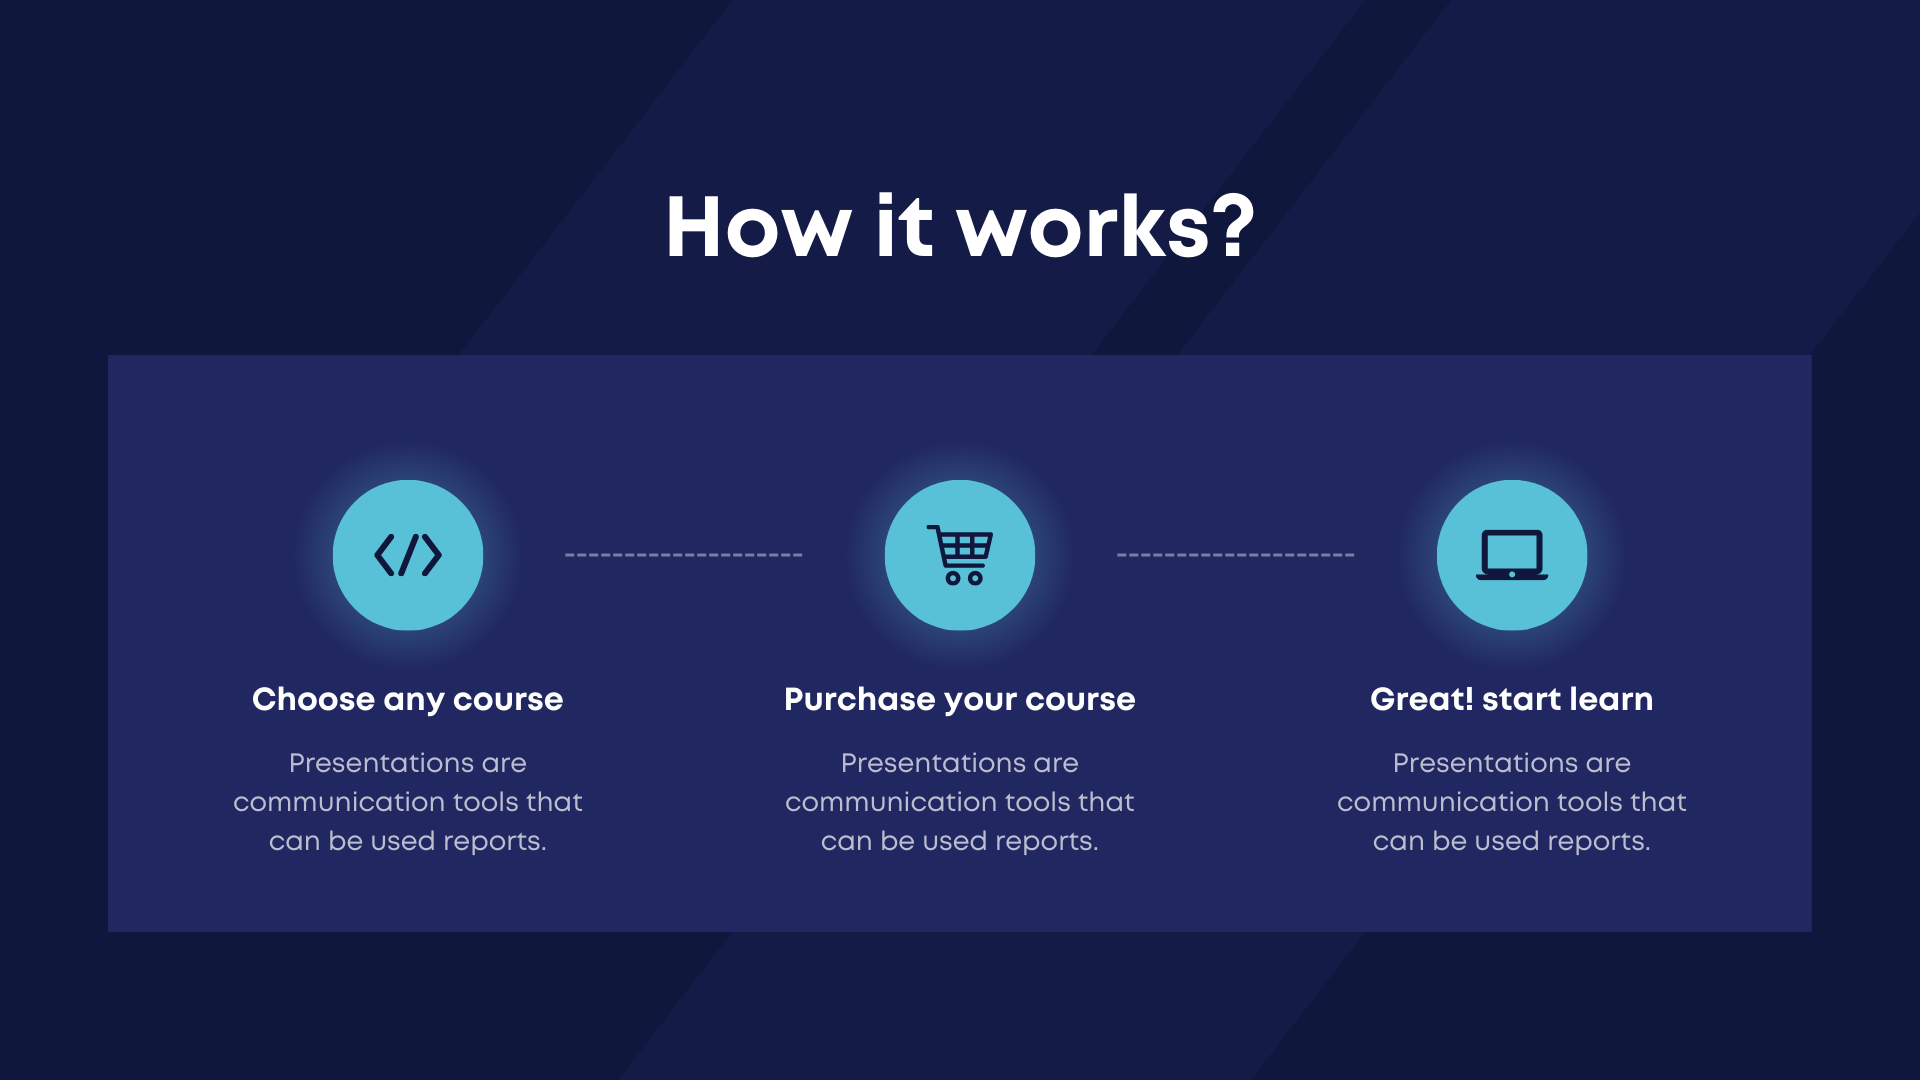 How it works?
Choose any course
Presentations are
communication tools that
can be used reports.
Purchase your course
Presentations are
communication tools that
can be used reports.
Great! start learn
Presentations are
communication tools that
can be used reports.